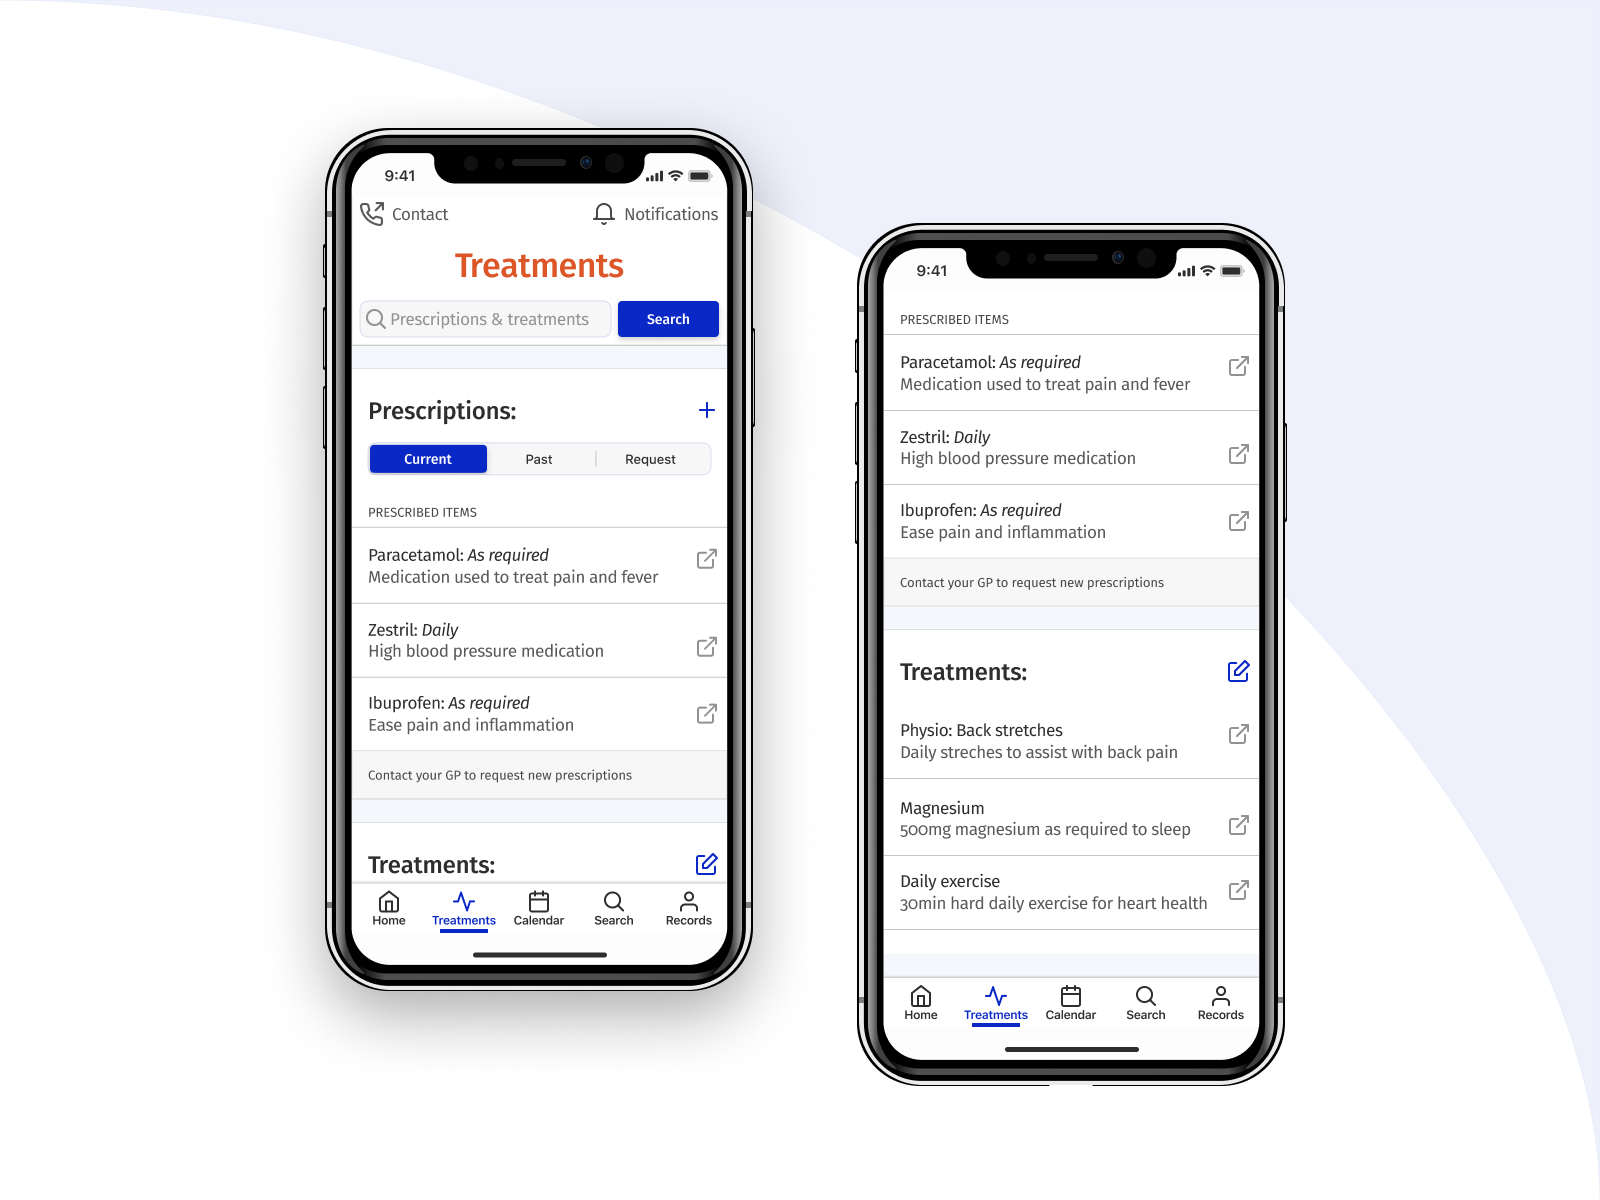 9:41
Contact
Notifications
Treatments
Prescriptions & treatments
Search
Prescriptions:
Current
Past
Request
PRESCRIBED ITEMS
Paracetamol: As required
Medication used to treat pain and fever
Zestril: Daily
High blood pressure medication
Ibuprofen: As required
Ease pain and inflammation
Contact your GP to request new prescriptions
Treatments:
Home
Treatments
Calendar
Search
Records
9:41
PRESCRIBED ITEMS
Paracetamol: As required
Medication used to treat pain and fever
Zestril: Daily
High blood pressure medication
Ibuprofen: As required
Ease pain and inflammation
Contact your GP to request new prescriptions
Treatments:
Physio: Back stretches
Daily streches to assist with back pain
Magnesium
500mg magnesium as required to sleep
Daily exercise
30min hard daily exercise for heart health
Home
Treatments
Calendar
Search
Records